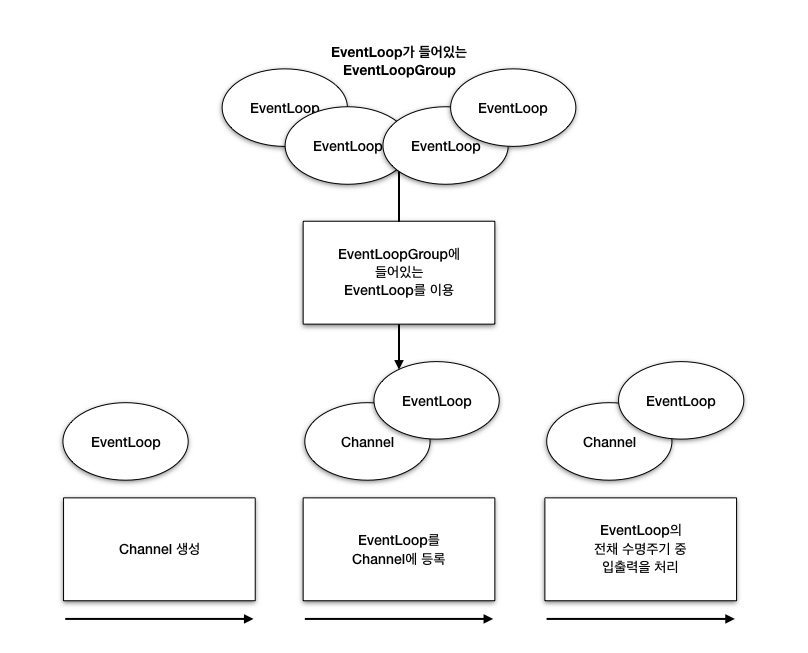 EventLoop가 들어있는
EventLoopGroup
EventLoop
EventLoop
EventLoop
EventLoop
EventLoopGroup에
들어있는
EventLoop를 이용
EventLoop
Channel
EventLoop
Channel
EventLoop
Channel 생성
EventLoop를
Channel에 등록
EventLoop의
전채 수명주기 중
입출력을 처리